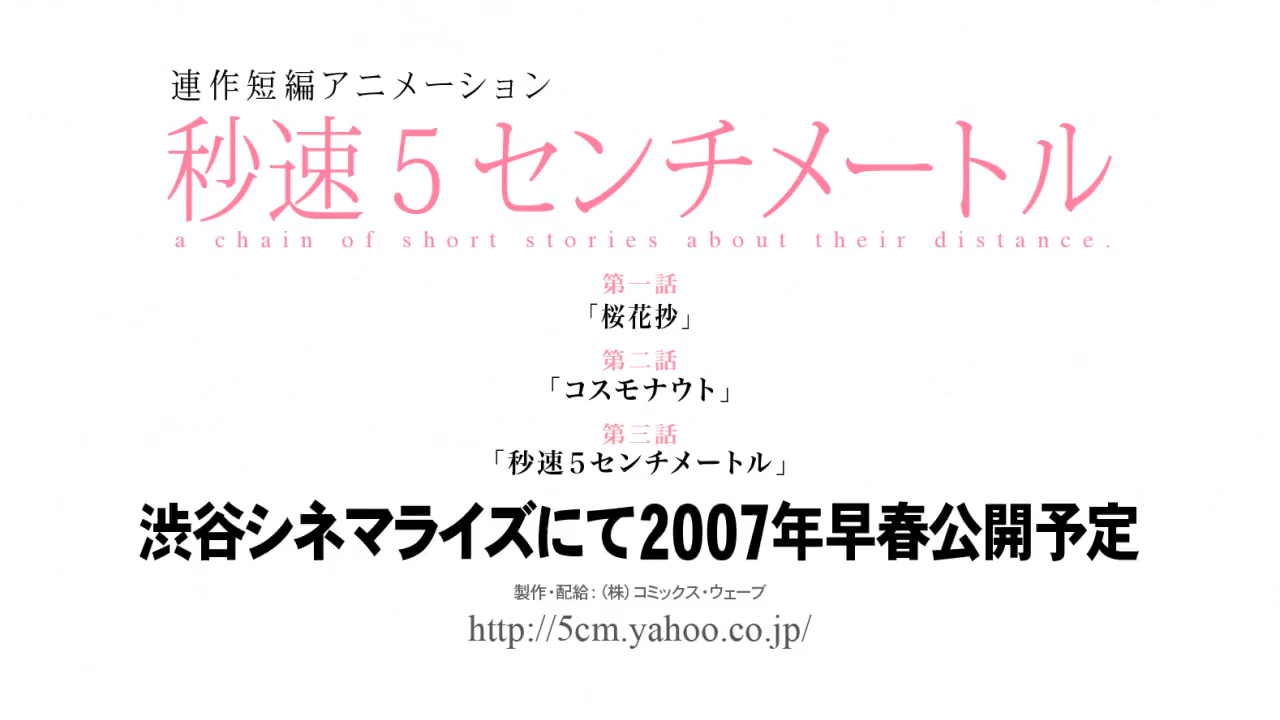 連作短編アニメーション
秒速5センチメートル
a chain of short stories about their distance.
第一話
「桜花抄」
第二話
「コスモナウト」
第三話
「秒速5センチメートル」
渋谷シネマライズにて2007年早春公開予定
製作・配給:(株)コミックス・ウェーブ
http://5cm.yahoo.co.jp/